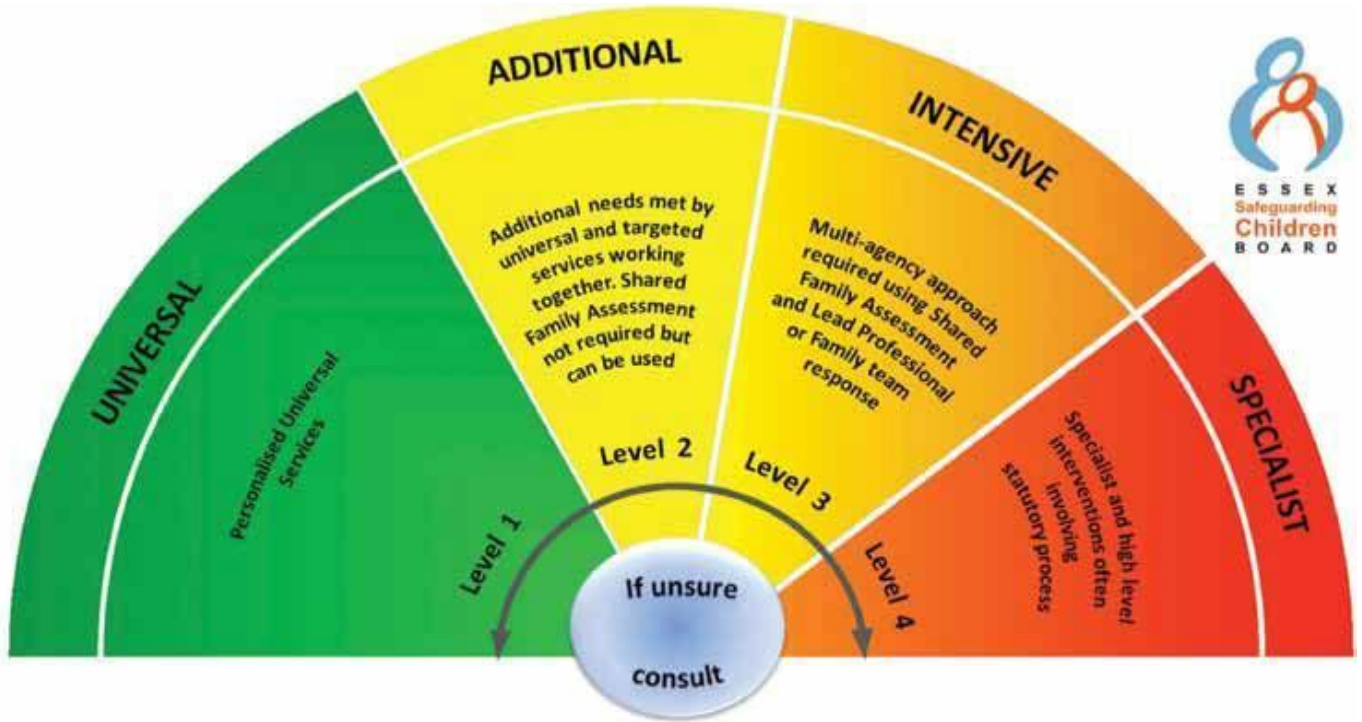 UNIVERSAL
Personalised Universal
Services
Level 1
ADDITIONAL
Additional needs met by
universal and targeted
services working
together. Shared
Family Assessment
not required but
can be used
Level 2
INTENSIVE
Multi-agency approach
required using Shared
Family Assessment
and Lead Professional
or Family team
response
Level 3
SPECIALIST
Specialist and high level
interventions often
involving
statutory process
Level 4
If unsure
consult
ESSEX
Safeguarding
Children
BOARD